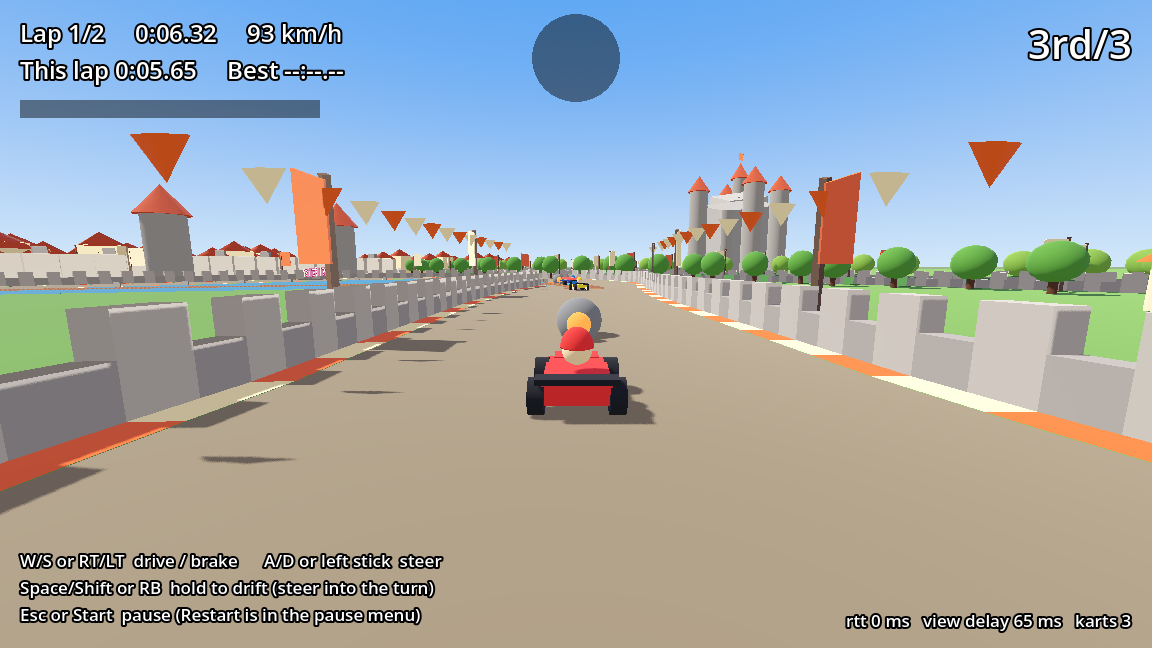 Lap 1/2 0:06.32 93 km/h
This lap 0:05.65 Best --:--.--
3rd/3
W/S or RT/LT drive / brake A/D or left stick steer
Space/Shift or RB hold to drift (steer into the turn)
Esc or Start pause (Restart is in the pause menu)
rtt 0 ms view delay 65 ms karts 3